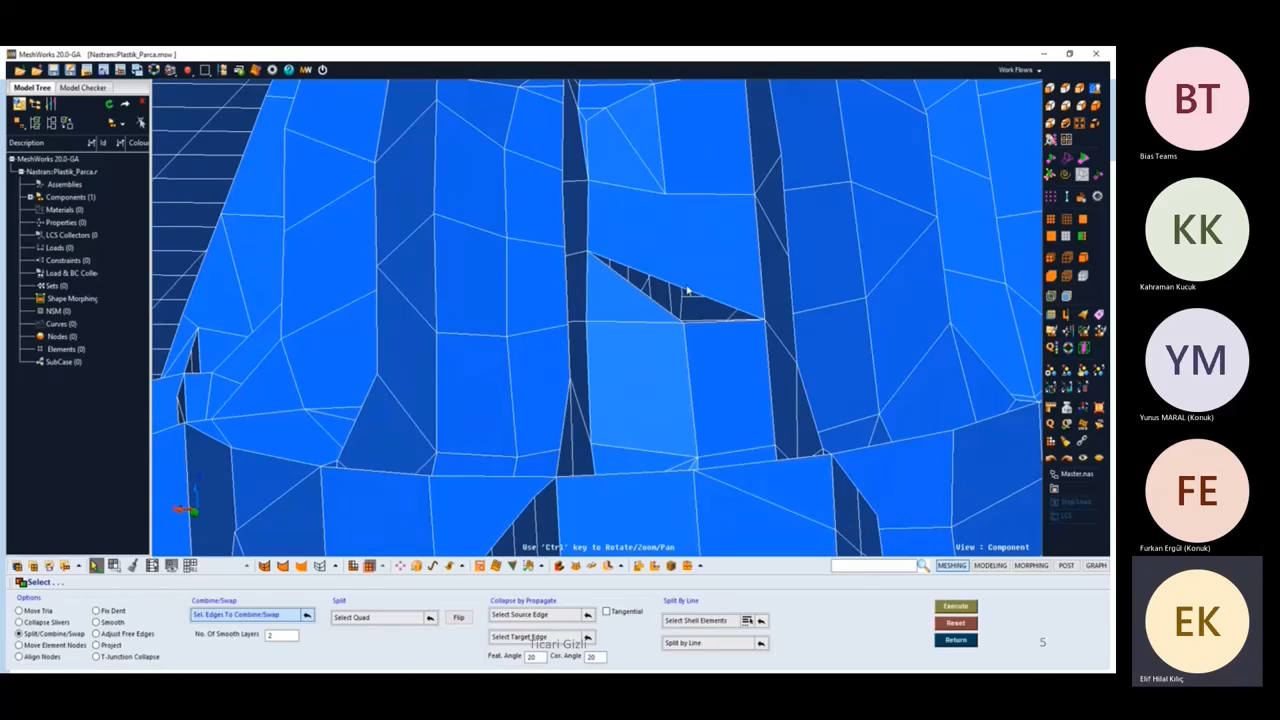 MeshWorks 20.0-GA [Nastran::Plastik_Parca.msw ]
Work Flows
Model Tree
Model Checker
Description
Id
Colou
MeshWorks 20.0-GA
Nastran::Plastik_Parca.r
Assemblies
Components (1)
Materials (0)
Properties (0)
LCS Collectors (0
Loads (0)
Constraints (0)
Load & BC Colle
Sets (0)
Shape Morphing
NSM (0)
Curves (0)
Nodes (0)
Elements (0)
SubCase (0)
Use 'Ctrl' key to Rotate/Zoom/Pan
View : Component
Master.nas
LCS
MESHING
MODELING
MORPHING
POST
GRAPH
Select . . .
Options
Move Tria
Fix Dent
Collapse Slivers
Smooth
Split/Combine/Swap
Adjust Free Edges
Move Element Nodes
Project
Align Nodes
T-Junction Collapse
Combine/Swap
Sel. Edges To Combine/Swap
No. Of Smooth Layers
2
Split
Select Quad
Flip
Collapse by Propagate
Select Source Edge
Tangential
Select Target Edge
Feat. Angle 20 Cor. Angle 20
Split By Line
Select Shell Elements
Split by Line
Execute
Reset
Return
Ticari Gizli
5
BT
Bias Teams
KK
Kahraman Kucuk
YM
Yunus MARAL (Konuk)
FE
Furkan Ergül (Konuk)
EK
Elif Hilal Kılıç